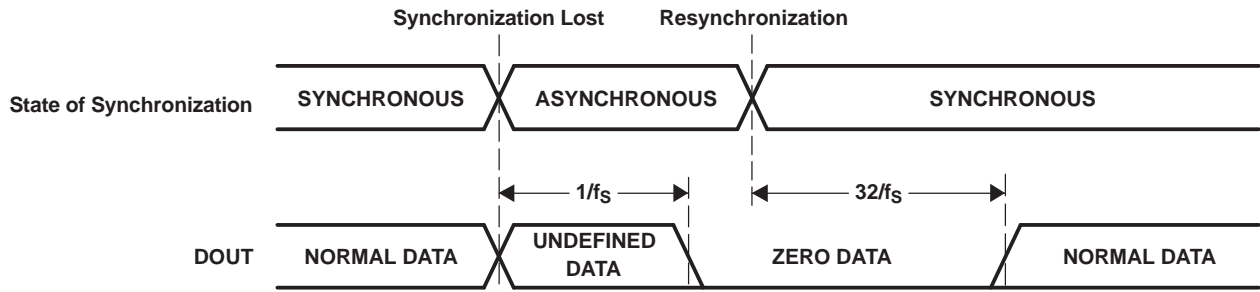 Synchronization Lost
Resynchronization
State of Synchronization
SYNCHRONOUS
ASYNCHRONOUS
SYNCHRONOUS
1/fS
32/fS
DOUT
NORMAL DATA
UNDEFINED
DATA
ZERO DATA
NORMAL DATA